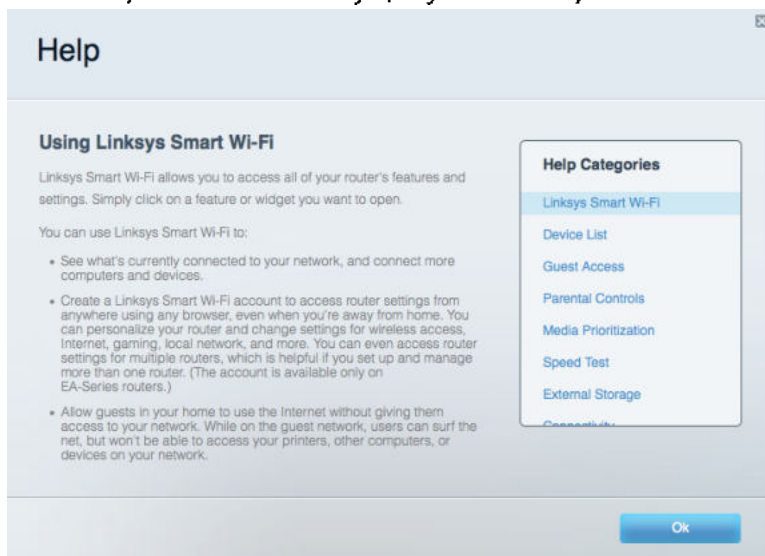 Help
Using Linksys Smart Wi-Fi
Linksys Smart Wi-Fi allows you to access all of your router's features and
settings. Simply click on a feature or widget you want to open.
You can use Linksys Smart Wi-Fi to:
• See what's currently connected to your network, and connect more
computers and devices.
• Create a Linksys Smart Wi-Fi account to access router settings from
anywhere using any browser, even when you're away from home. You
can personalize your router and change settings for wireless access,
Internet, gaming, local network, and more. You can even access router
settings for multiple routers, which is helpful if you set up and manage
more than one router. (The account is available only on
EA-Series routers.)
• Allow guests in your home to use the Internet without giving them
access to your network. While on the guest network, users can surf the
net, but won't be able to access your printers, other computers, or
devices on your network.
Help Categories
Linksys Smart Wi-Fi
Device List
Guest Access
Parental Controls
Media Prioritization
Speed Test
External Storage
Connectivity
Ok